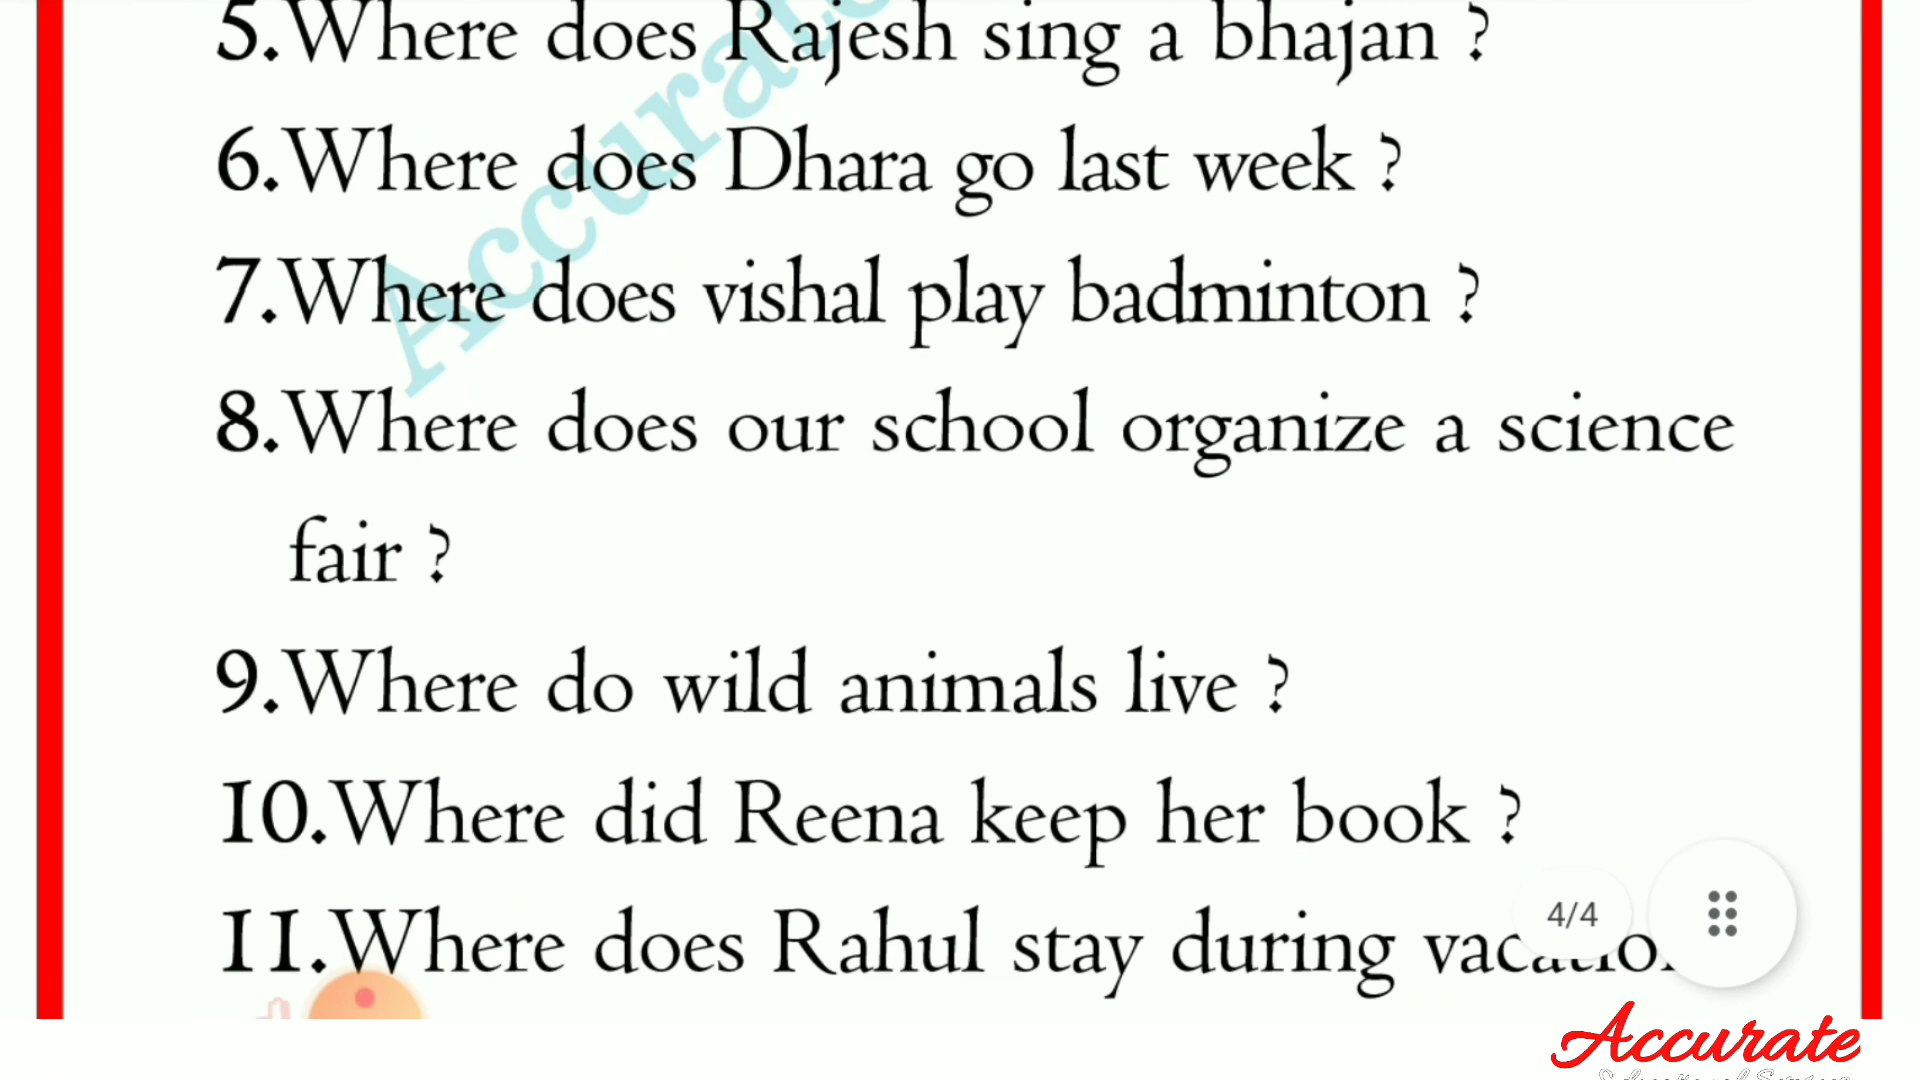 5.Where does Rajesh sing a bhajan ?
6.Where does Dhara go last week ?
7.Where does vishal play badminton ?
8.Where does our school organize a science
fair ?
9.Where do wild animals live ?
10.Where did Reena keep her book ?
11.Where does Rahul stay during
4/4
Accurate
Accurate